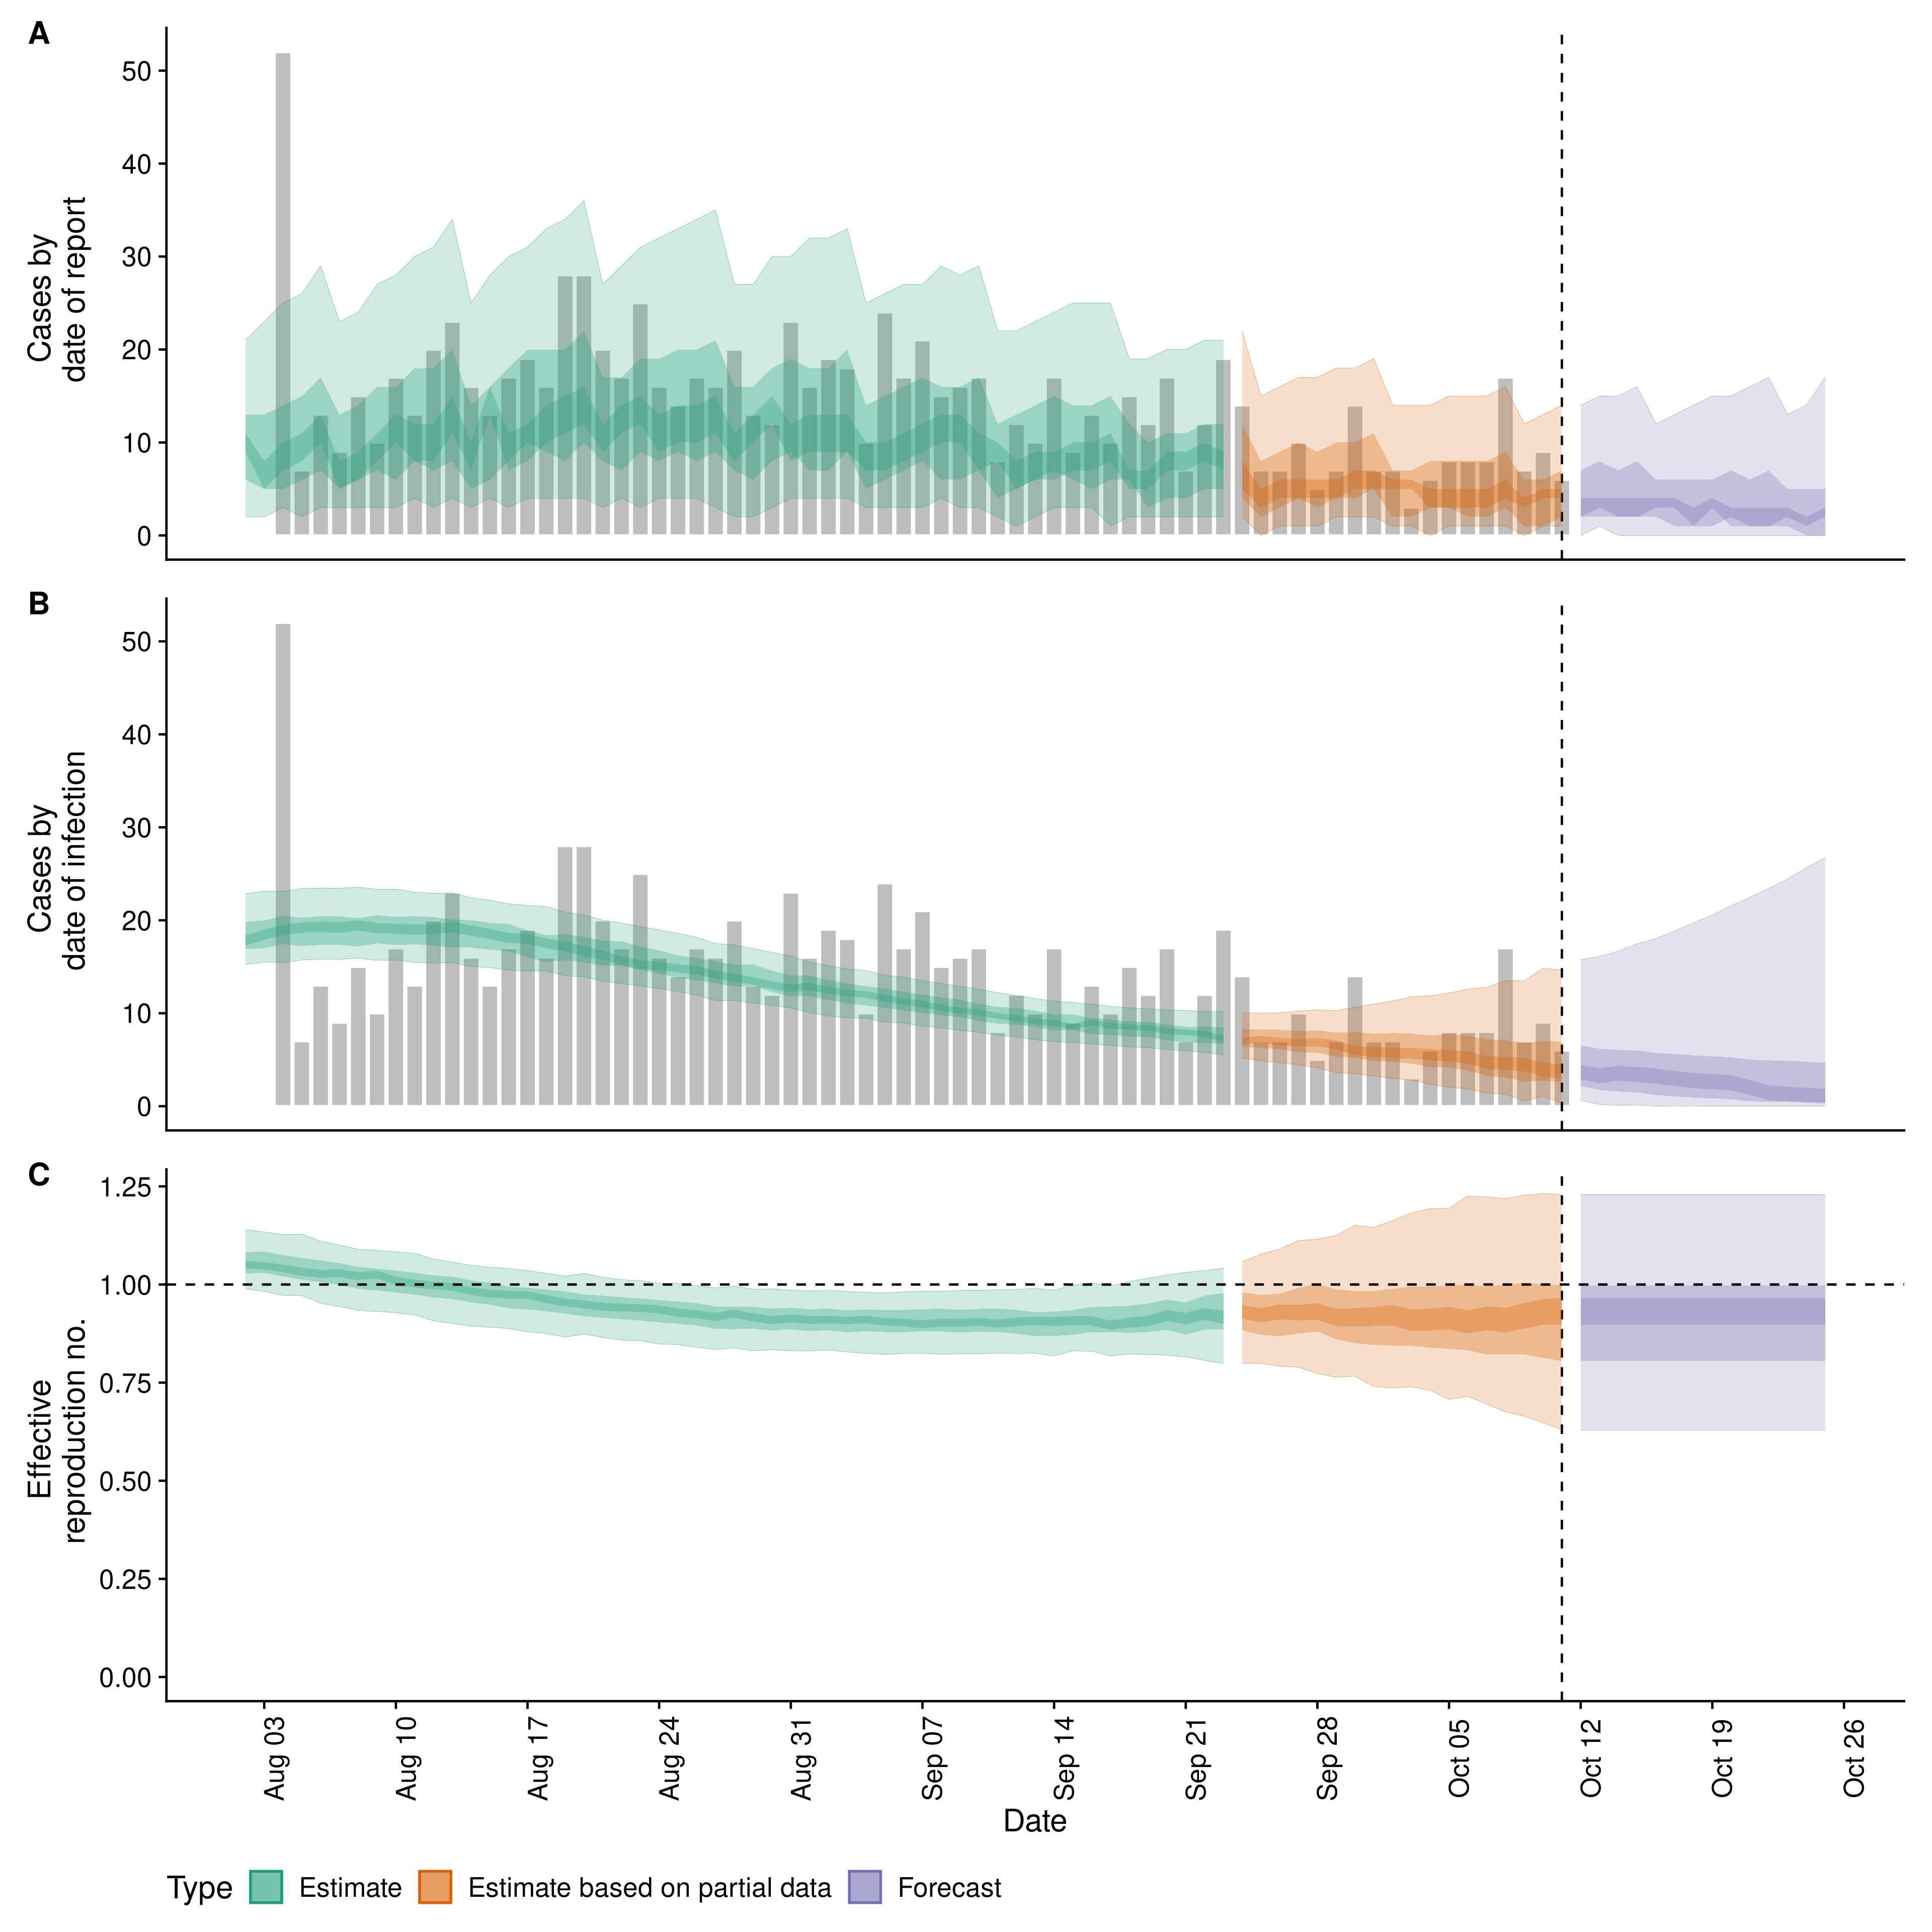 A
50
40
30
20
10
0
Cases by
date of report
B
50
40
30
20
10
0
Cases by
date of infection
C
1.25
1.00
0.75
0.50
0.25
0.00
Effective
reproduction no.
Aug 03
Aug 10
Aug 17
Aug 24
Aug 31
Sep 07
Sep 14
Sep 21
Sep 28
Oct 05
Oct 12
Oct 19
Oct 26
Date
Type Estimate Estimate based on partial data Forecast